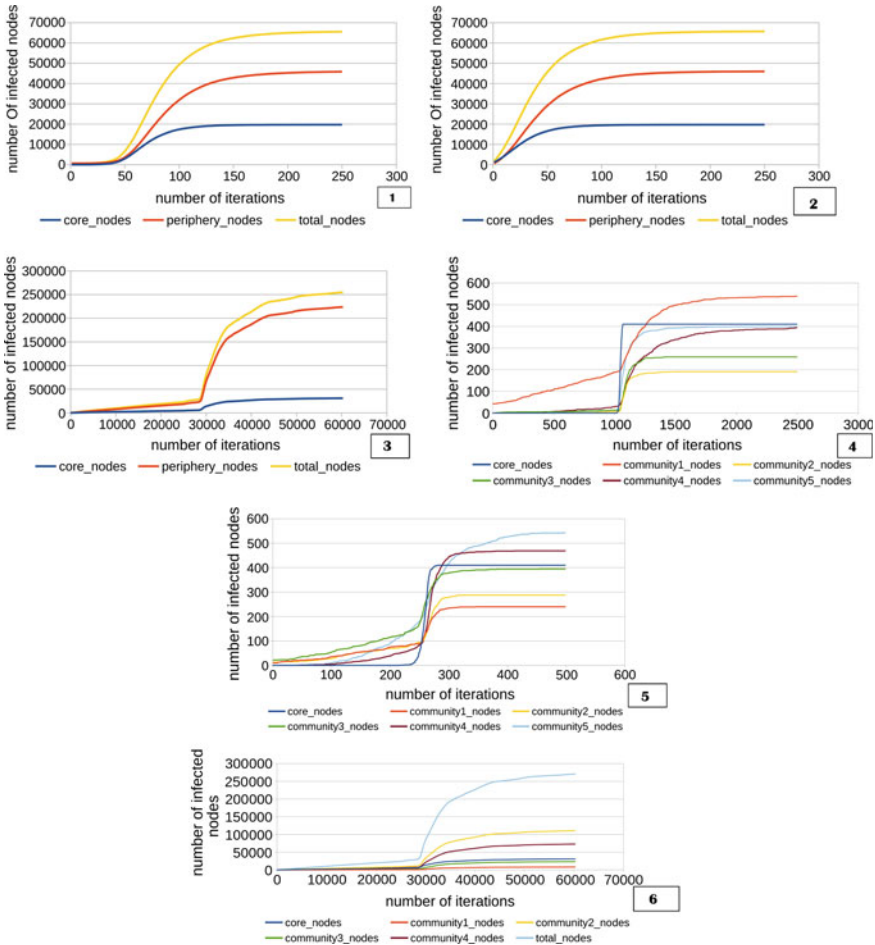 number Of infected nodes
70000
60000
50000
40000
30000
20000
10000
0
0 50 100 150 200 250 300
number of iterations
1
core_nodes periphery_nodes total_nodes
number of infected nodes
70000
60000
50000
40000
30000
20000
10000
0
0 50 100 150 200 250 300
number of iterations
2
core_nodes periphery_nodes total_nodes
number of infected nodes
300000
250000
200000
150000
100000
50000
0
0 10000 20000 30000 40000 50000 60000 70000
number of iterations
3
core_nodes periphery_nodes total_nodes
number of infected nodes
600
500
400
300
200
100
0
0 500 1000 1500 2000 2500 3000
number of iterations
4
core_nodes community1_nodes community2_nodes
community3_nodes community4_nodes community5_nodes
number of infected nodes
600
500
400
300
200
100
0
0 100 200 300 400 500 600
number of iterations
5
core_nodes community1_nodes community2_nodes
community3_nodes community4_nodes community5_nodes
number of infected
nodes
300000
250000
200000
150000
100000
50000
0
0 10000 20000 30000 40000 50000 60000 70000
number of iterations
6
core_nodes community1_nodes community2_nodes
community3_nodes community4_nodes total_nodes